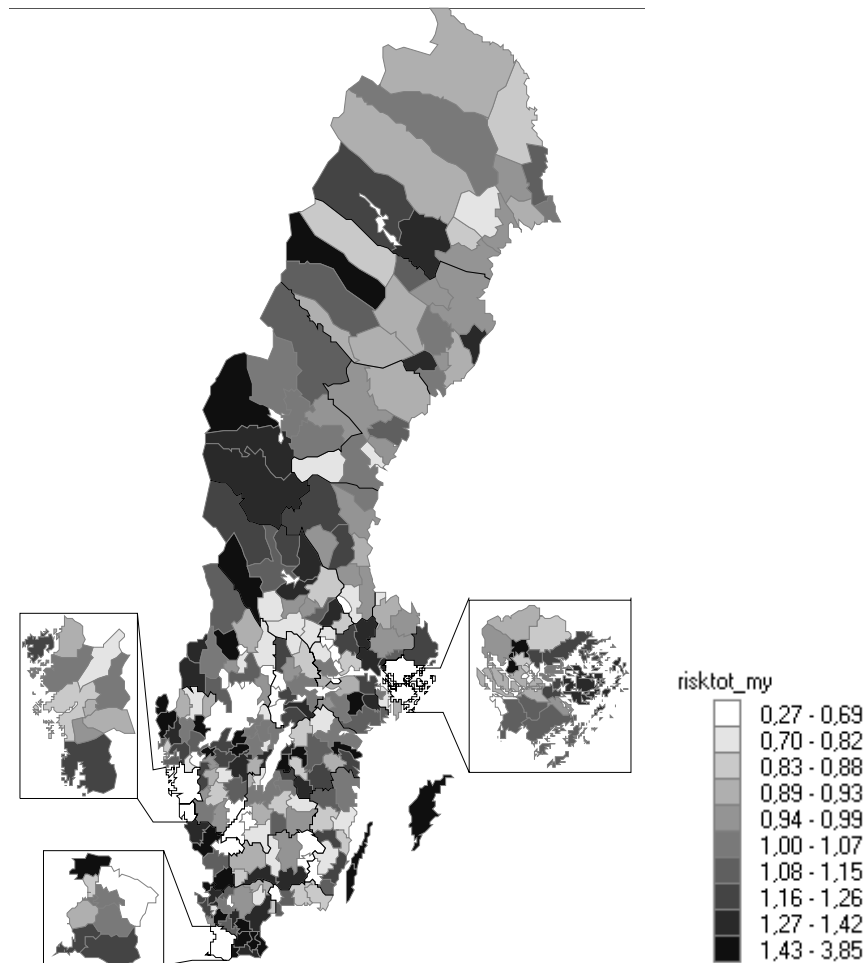 risktot_my
0,27 - 0,69
0,70 - 0,82
0,83 - 0,88
0,89 - 0,93
0,94 - 0,99
1,00 - 1,07
1,08 - 1,15
1,16 - 1,26
1,27 - 1,42
1,43 - 3,85